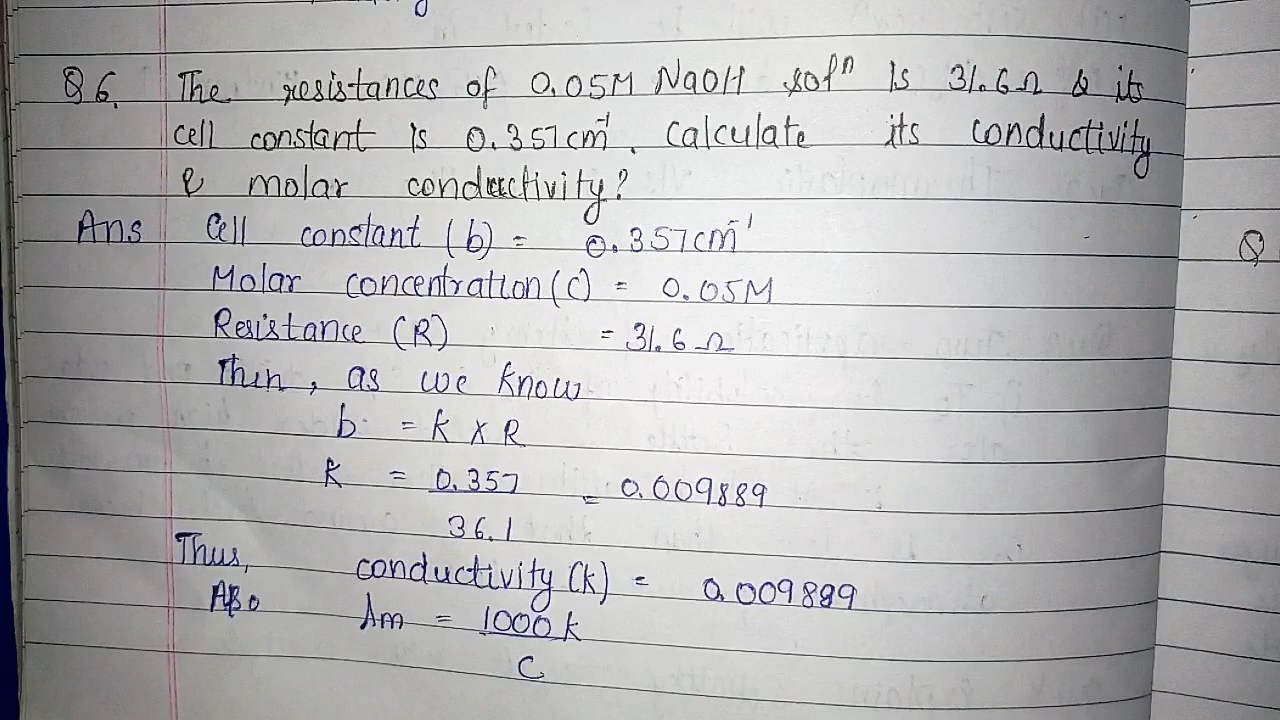 Q6. The resistances of 0.05M NaOH solⁿ is 31.6Ω & its
cell constant is 0.357cm⁻¹. Calculate its conductivity
& molar conductivity?
Ans Cell constant (b) = 0.357cm⁻¹
Molar concentration (C) = 0.05M
Resistance (R) = 31.6 Ω
Then, as we know
b = K X R
K = 0.357 = 0.009889
36.1
Thus, conductivity (k) = 0.009889
Also Λm = 1000 k
C
Q